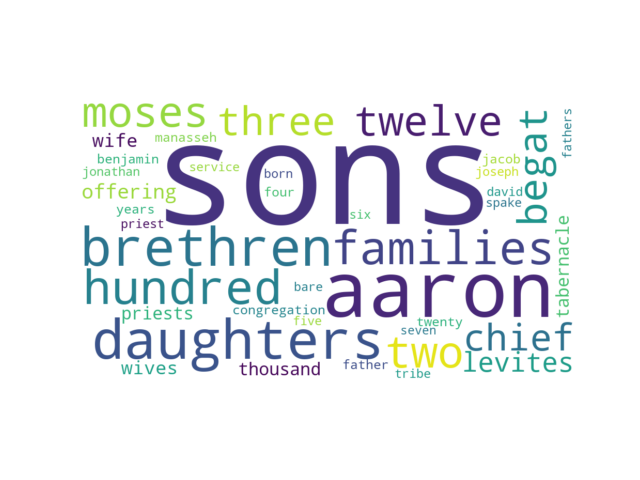 moses three twelve begat fathers
wife manasseh sons
benjamin service born jacob
jonathan joseph
offering four david
years six spake
priest
brethren families tabernacle
hundred bare aaron
priests congregation five
daughters seven twenty chief
two levites
wives thousand father tribe